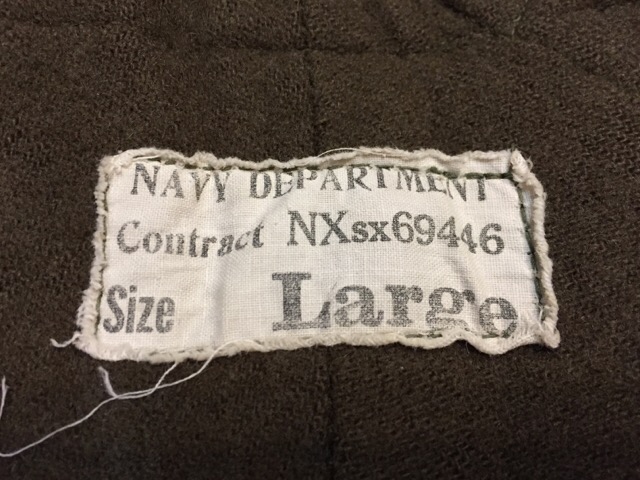 NAVY DEPARTMENT
Contract NXsx69446
Size Large